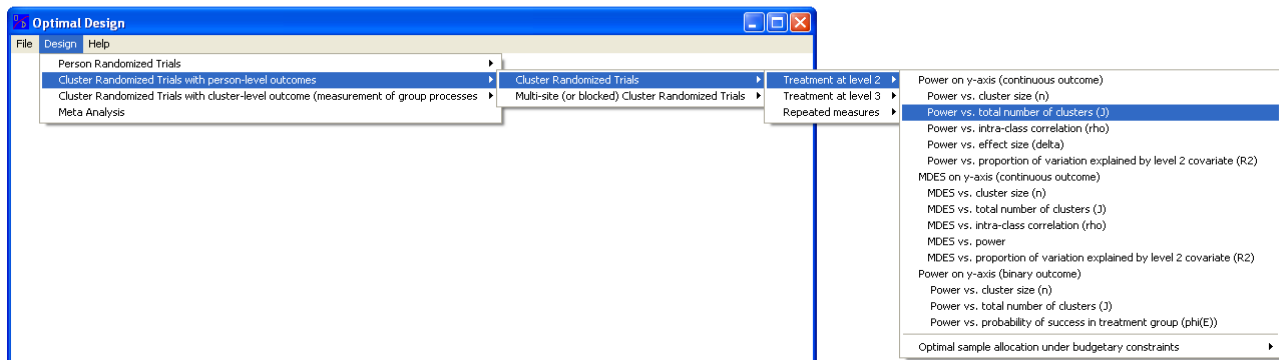 Optimal Design
File Design Help
Person Randomized Trials
Cluster Randomized Trials with person-level outcomes
Cluster Randomized Trials with cluster-level outcome (measurement of group processes
Meta Analysis
Cluster Randomized Trials
Multi-site (or blocked) Cluster Randomized Trials
Treatment at level 2
Treatment at level 3
Repeated measures
Power on y-axis (continuous outcome)
Power vs. cluster size (n)
Power vs. total number of clusters (J)
Power vs. intra-class correlation (rho)
Power vs. effect size (delta)
Power vs. proportion of variation explained by level 2 covariate (R2)
MDES on y-axis (continuous outcome)
MDES vs. cluster size (n)
MDES vs. total number of clusters (J)
MDES vs. intra-class correlation (rho)
MDES vs. power
MDES vs. proportion of variation explained by level 2 covariate (R2)
Power on y-axis (binary outcome)
Power vs. cluster size (n)
Power vs. total number of clusters (J)
Power vs. probability of success in treatment group (phi(E))
Optimal sample allocation under budgetary constraints